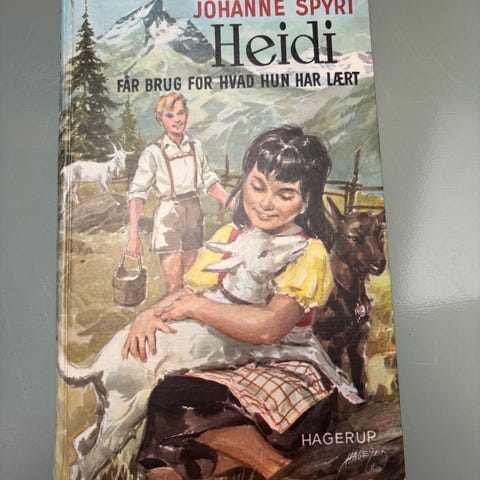 JOHANNE SPYRI
Heidi
FÅR BRUG FOR HVAD HUN HAR LÆRT
HAGERUP